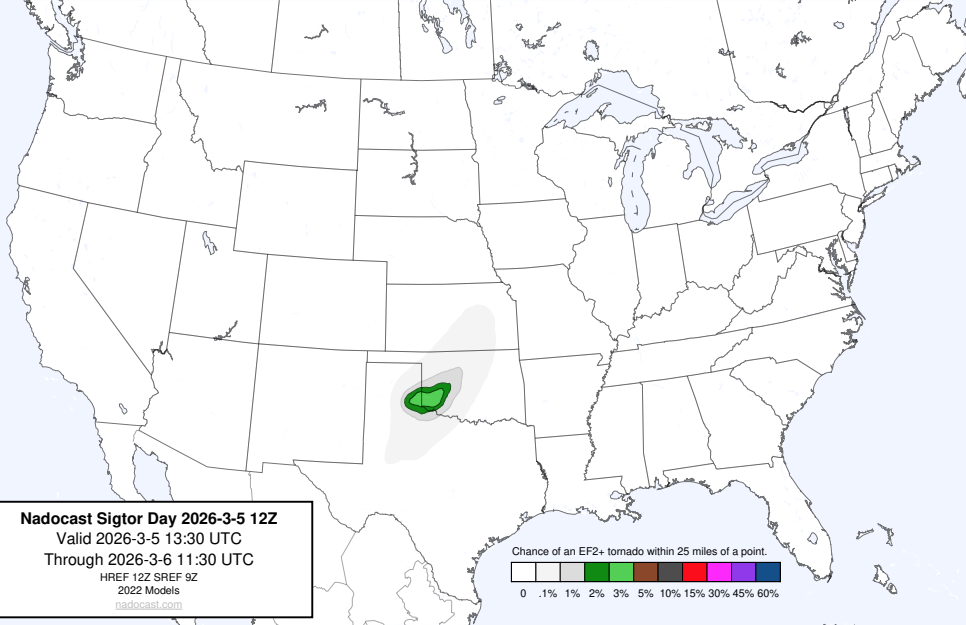 Nadocast Sigtor Day 2026-3-5 12Z
Valid 2026-3-5 13:30 UTC
Through 2026-3-6 11:30 UTC
HREF 12Z SREF 9Z
2022 Models
nadocast.com
Chance of an EF2+ tornado within 25 miles of a point.
0 .1% 1% 2% 3% 5% 10% 15% 30% 45% 60%